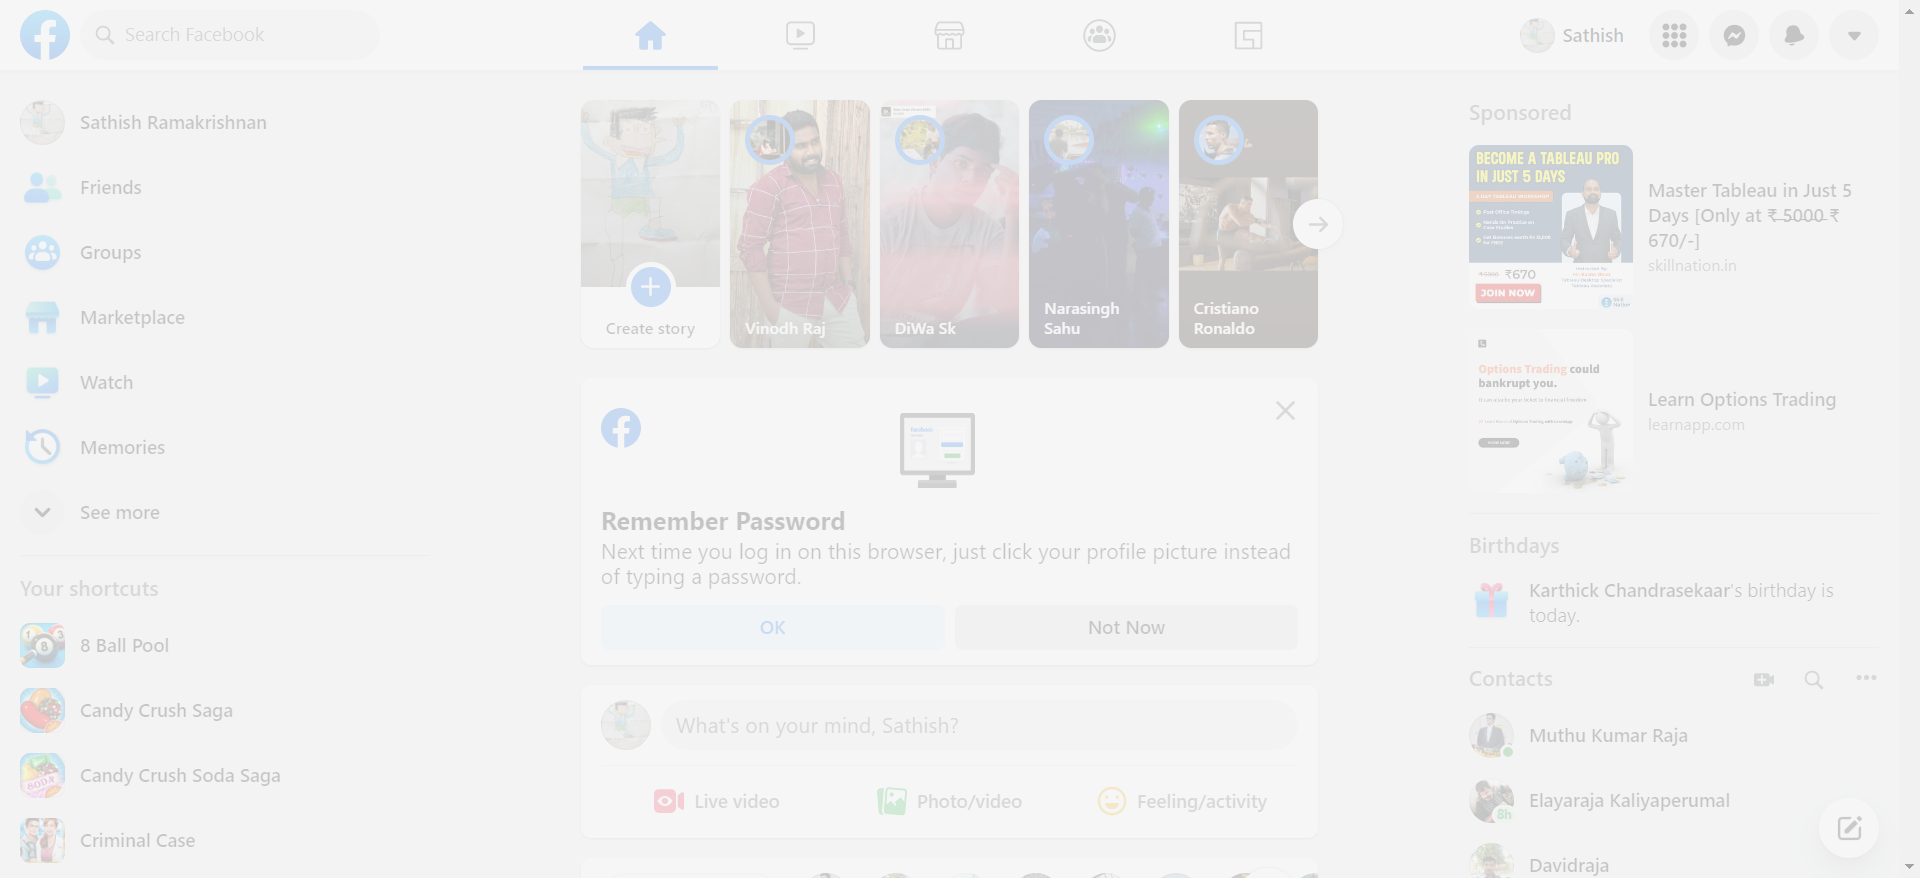 Search Facebook
Sathish
Sathish Ramakrishnan
Friends
Groups
Marketplace
Watch
Memories
See more
Your shortcuts
8 Ball Pool
Candy Crush Saga
Candy Crush Soda Saga
Criminal Case
Create story
Vinodh Raj
DiWa Sk
Narasingh
Sahu
Cristiano
Ronaldo
Remember Password
Next time you log in on this browser, just click your profile picture instead
of typing a password.
OK
Not Now
What's on your mind, Sathish?
Live video
Photo/video
Feeling/activity
Sponsored
BECOME A TABLEAU PRO
IN JUST 5 DAYS
₹670
JOIN NOW
Master Tableau in Just 5
Days [Only at ₹ 5000 ₹
670/-]
skillnation.in
Options Trading could
bankrupt you.
Learn Options Trading
learnapp.com
Birthdays
Karthick Chandrasekaar's birthday is
today.
Contacts
Muthu Kumar Raja
Elayaraja Kaliyaperumal
8h
Davidraja